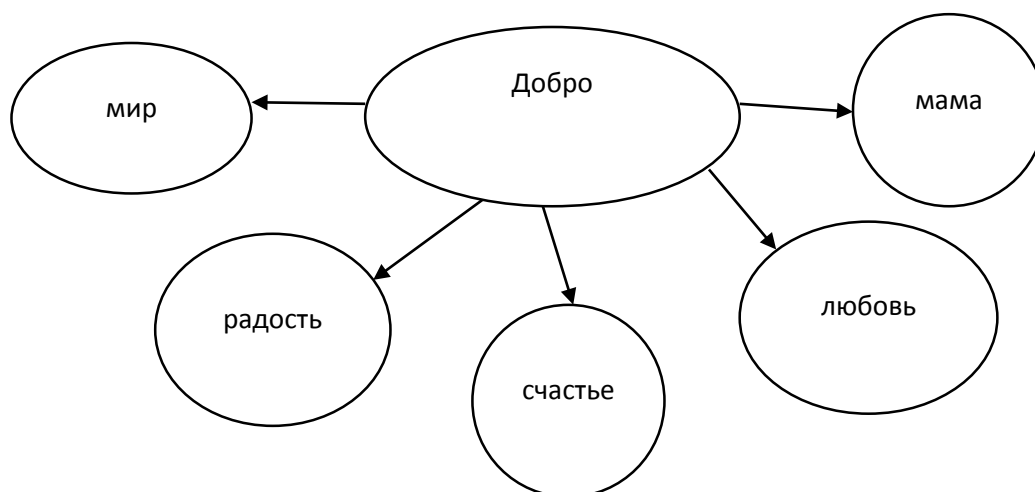 Добро
мир
мама
радость
счастье
любовь